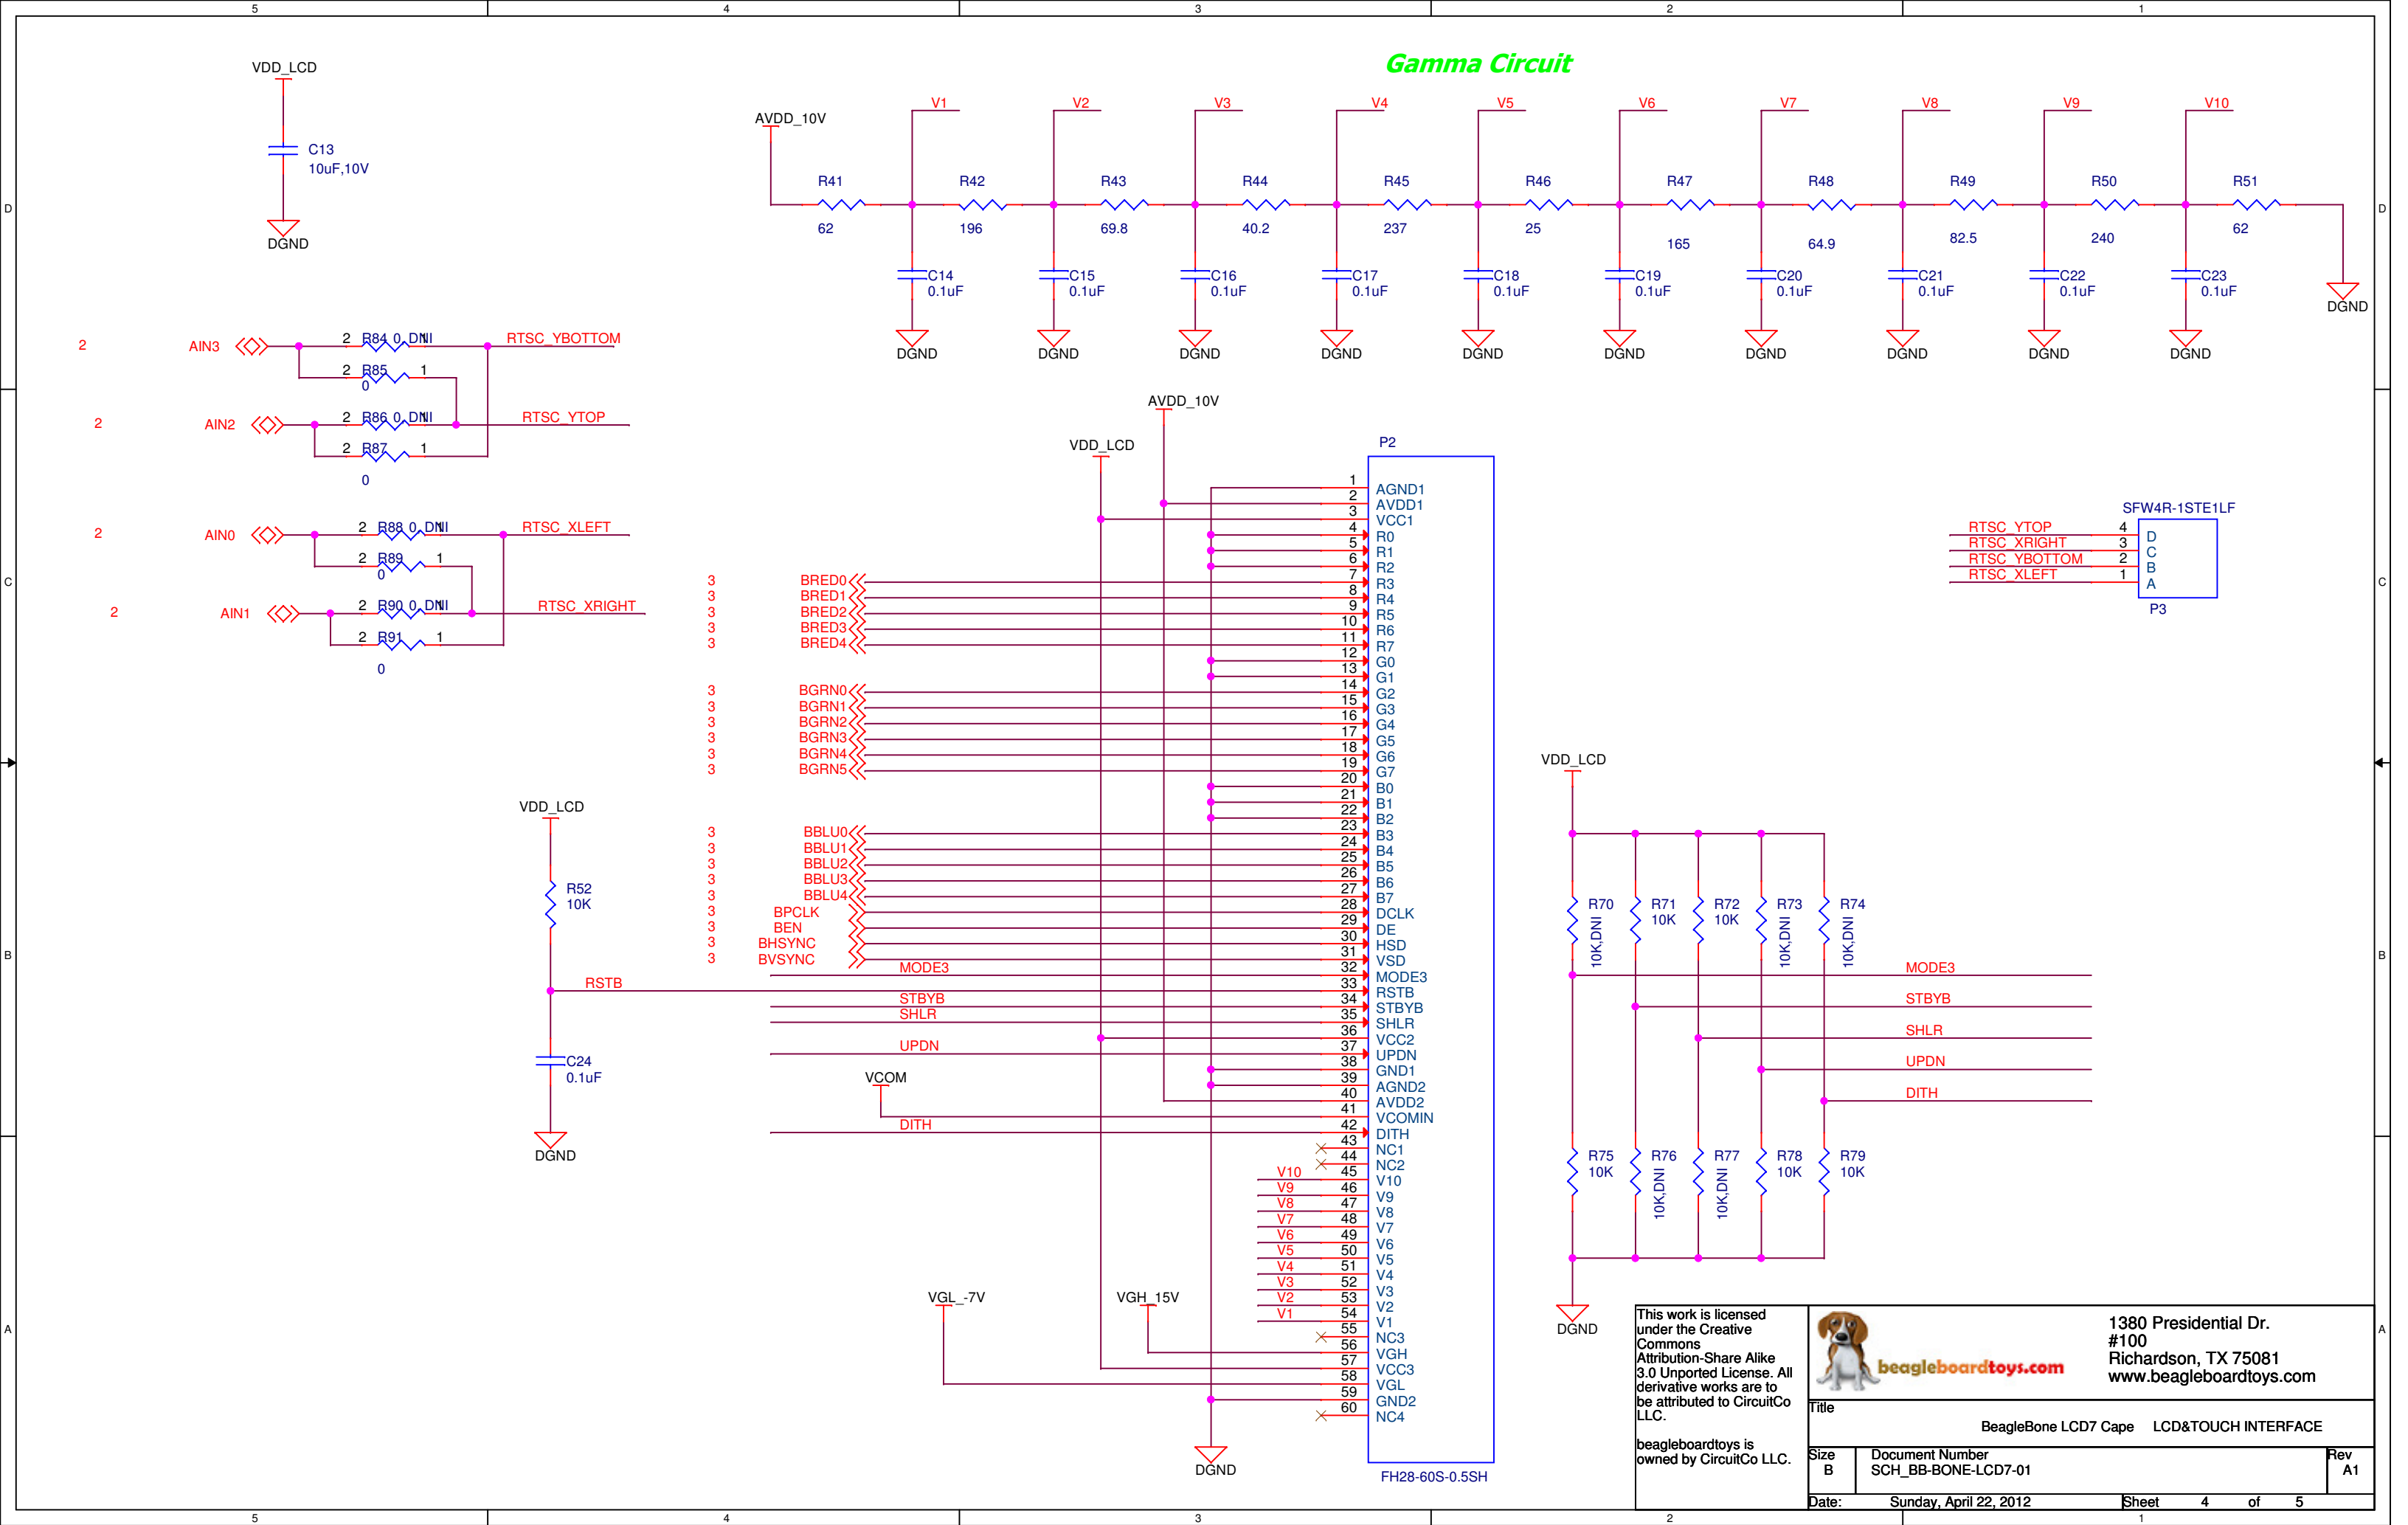 5 4 3 2 1
Gamma Circuit
VDD_LCD
C13
10uF,10V
DGND
AVDD_10V
V1 V2 V3 V4 V5 V6 V7 V8 V9 V10
R41 R42 R43 R44 R45 R46 R47 R48 R49 R50 R51
62 196 69.8 40.2 237 25 165 64.9 82.5 240 62
C14 C15 C16 C17 C18 C19 C20 C21 C22 C23
0.1uF 0.1uF 0.1uF 0.1uF 0.1uF 0.1uF 0.1uF 0.1uF 0.1uF 0.1uF
DGND
DGND DGND DGND DGND DGND DGND DGND DGND DGND DGND
D D
2 AIN3 2 R84 0,DNI 1 RTSC_YBOTTOM
2 R85 1
0
2 AIN2 2 R86 0,DNI RTSC_YTOP
2 R87 1
0
2 AIN0 2 R88 0,DNI 1 RTSC_XLEFT
2 R89 1
0
2 AIN1 2 R90 0,DNI 1 RTSC_XRIGHT
2 R91 1
0
C C
AVDD_10V
VDD_LCD
P2
1 AGND1
2 AVDD1
3 VCC1
4 R0
5 R1
6 R2
3 BRED0 7 R3
3 BRED1 8 R4
3 BRED2 9 R5
3 BRED3 10 R6
3 BRED4 11 R7
12 G0
13 G1
3 BGRN0 14 G2
3 BGRN1 15 G3
3 BGRN2 16 G4
3 BGRN3 17 G5
3 BGRN4 18 G6
3 BGRN5 19 G7
20 B0
21 B1
22 B2
3 BBLU0 23 B3
3 BBLU1 24 B4
3 BBLU2 25 B5
3 BBLU3 26 B6
3 BBLU4 27 B7
3 BPCLK 28 DCLK
3 BEN 29 DE
3 BHSYNC 30 HSD
3 BVSYNC 31 VSD
MODE3 32 MODE3
RSTB 33 RSTB
STBYB 34 STBYB
SHLR 35 SHLR
36 VCC2
UPDN 37 UPDN
38 GND1
39 AGND2
40 AVDD2
VCOM 41 VCOMIN
DITH 42 DITH
43 NC1
44 NC2
V10 45 V10
V9 46 V9
V8 47 V8
V7 48 V7
V6 49 V6
V5 50 V5
V4 51 V4
V3 52 V3
V2 53 V2
V1 54 V1
55 NC3
VGH_15V 56 VGH
57 VCC3
VGL_-7V 58 VGL
59 GND2
60 NC4
DGND
FH28-60S-0.5SH
VDD_LCD
R52
10K
C24
0.1uF
DGND
SFW4R-1STE1LF
RTSC_YTOP 4 D
RTSC_XRIGHT 3 C
RTSC_YBOTTOM 2 B
RTSC_XLEFT 1 A
P3
VDD_LCD
R70 R71 R72 R73 R74
10K,DNI 10K 10K 10K,DNI 10K,DNI
MODE3
STBYB
SHLR
UPDN
DITH
R75 R76 R77 R78 R79
10K 10K,DNI 10K,DNI 10K 10K
DGND
B B
A A
This work is licensed
under the Creative
Commons
Attribution-Share Alike
3.0 Unported License. All
derivative works are to
be attributed to CircuitCo
LLC.
beagleboardtoys is
owned by CircuitCo LLC.
beagleboardtoys.com
1380 Presidential Dr.
#100
Richardson, TX 75081
www.beagleboardtoys.com
Title
BeagleBone LCD7 Cape LCD&TOUCH INTERFACE
Size Document Number Rev
B SCH_BB-BONE-LCD7-01 A1
Date: Sunday, April 22, 2012 Sheet 4 of 5
5 4 3 2 1